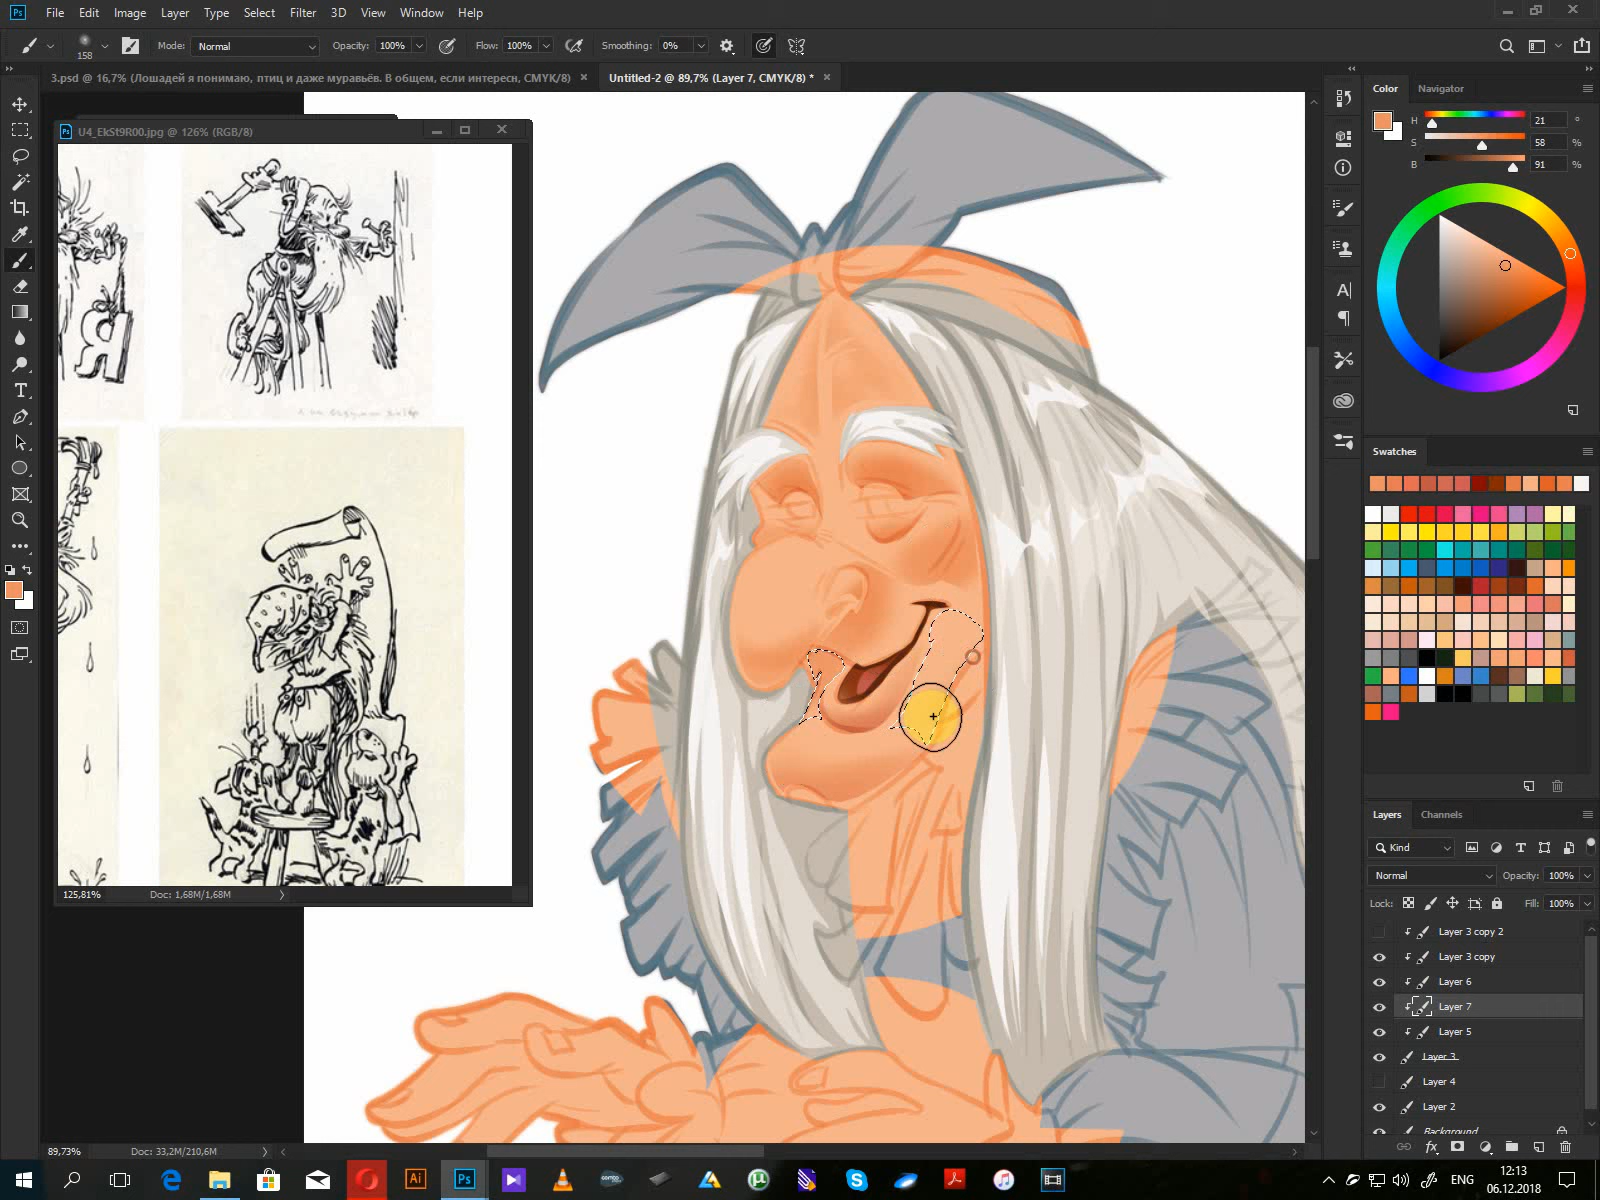 Ps File Edit Image Layer Type Select Filter 3D View Window Help
158 Mode: Normal Opacity: 100% Flow: 100% Smoothing: 0%
3.psd @ 16,7% (Лошадей я понимаю, птиц и даже муравьёв. В общем, если интересн, CMYK/8) ×
Untitled-2 @ 89,7% (Layer 7, CMYK/8) * ×
U4_EkSt9R00.jpg @ 126% (RGB/8)
125,81% Doc: 1,68M/1,68M
89,73% Doc: 33,2M/210,6M
Color Navigator
H 21 °
S 58 %
B 91 %
Swatches
Layers Channels
Kind
Normal Opacity: 100%
Lock: Fill: 100%
Layer 3 copy 2
Layer 3 copy
Layer 6
Layer 7
Layer 5
Layer 3
Layer 4
Layer 2
Background
fx
Ai Ps
ENG
12:13
06.12.2018